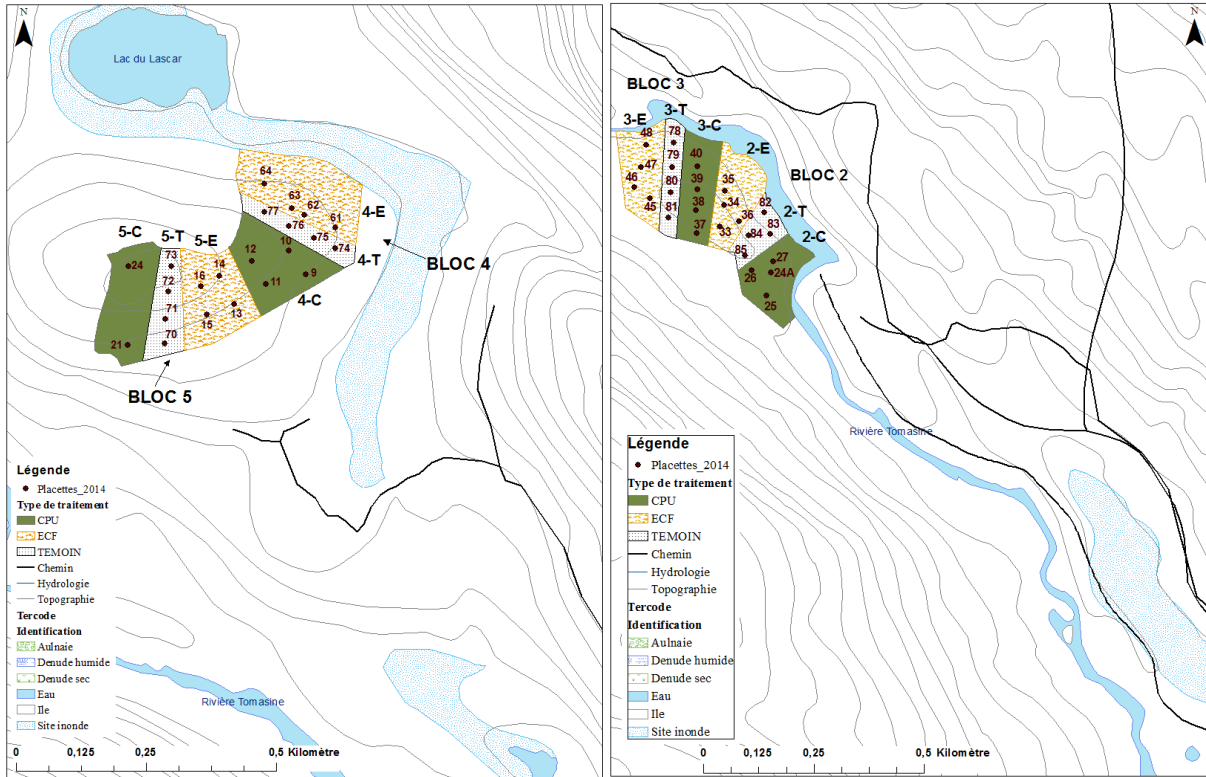 N
Lac du Lascar
64
63
62
61
4-E
77
76
75
74
4-T
BLOC 4
5-C
5-T
5-E
24
73
14
12
10
72
16
9
11
71
13
15
4-C
21
70
BLOC 5
Légende
Placettes_2014
Type de traitement
CPU
ECF
TEMOIN
Chemin
Hydrologie
Topographie
Tercode
Identification
Aulnaie
Denude humide
Denude sec
Eau
Ile
Site inonde
Rivière Tomasine
0 0,125 0,25 0,5 Kilomètre
N
BLOC 3
3-E
3-T
3-C
48
78
40
2-E
47
79
BLOC 2
46
80
39
35
45
81
38
34
82
2-T
37
33
36
84
83
2-C
85
27
26
24A
25
Rivière Tomasine
Légende
Placettes_2014
Type de traitement
CPU
ECF
TEMOIN
Chemin
Hydrologie
Topographie
Tercode
Identification
Aulnaie
Denude humide
Denude sec
Eau
Ile
Site inonde
0 0,125 0,25 0,5 Kilomètre